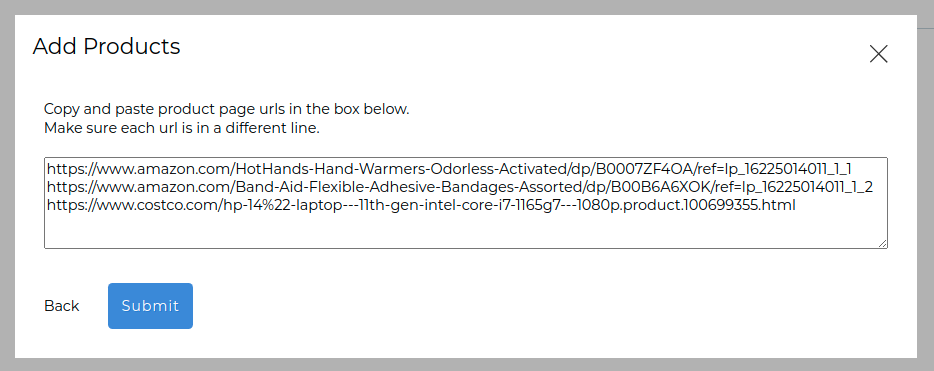 Add Products
Copy and paste product page urls in the box below.
Make sure each url is in a different line.
https://www.amazon.com/HotHands-Hand-Warmers-Odorless-Activated/dp/B0007ZF4OA/ref=lp_16225014011_1_1
https://www.amazon.com/Band-Aid-Flexible-Adhesive-Bandages-Assorted/dp/B00B6A6XOK/ref=lp_16225014011_1_2
https://www.costco.com/hp-14%22-laptop---11th-gen-intel-core-i7-1165g7---1080p.product.100699355.html
Back
Submit